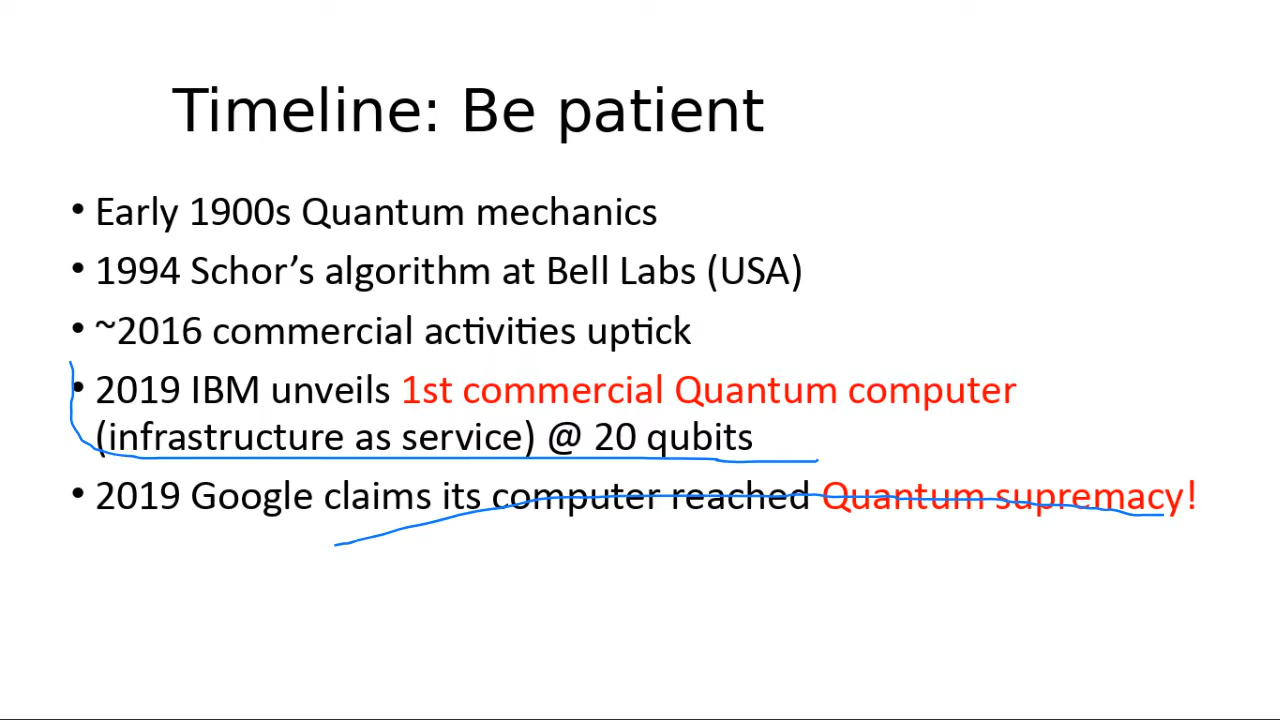 Timeline: Be patient
• Early 1900s Quantum mechanics
• 1994 Schor’s algorithm at Bell Labs (USA)
• ~2016 commercial activities uptick
• 2019 IBM unveils 1st commercial Quantum computer
(infrastructure as service) @ 20 qubits
• 2019 Google claims its computer reached Quantum supremacy!